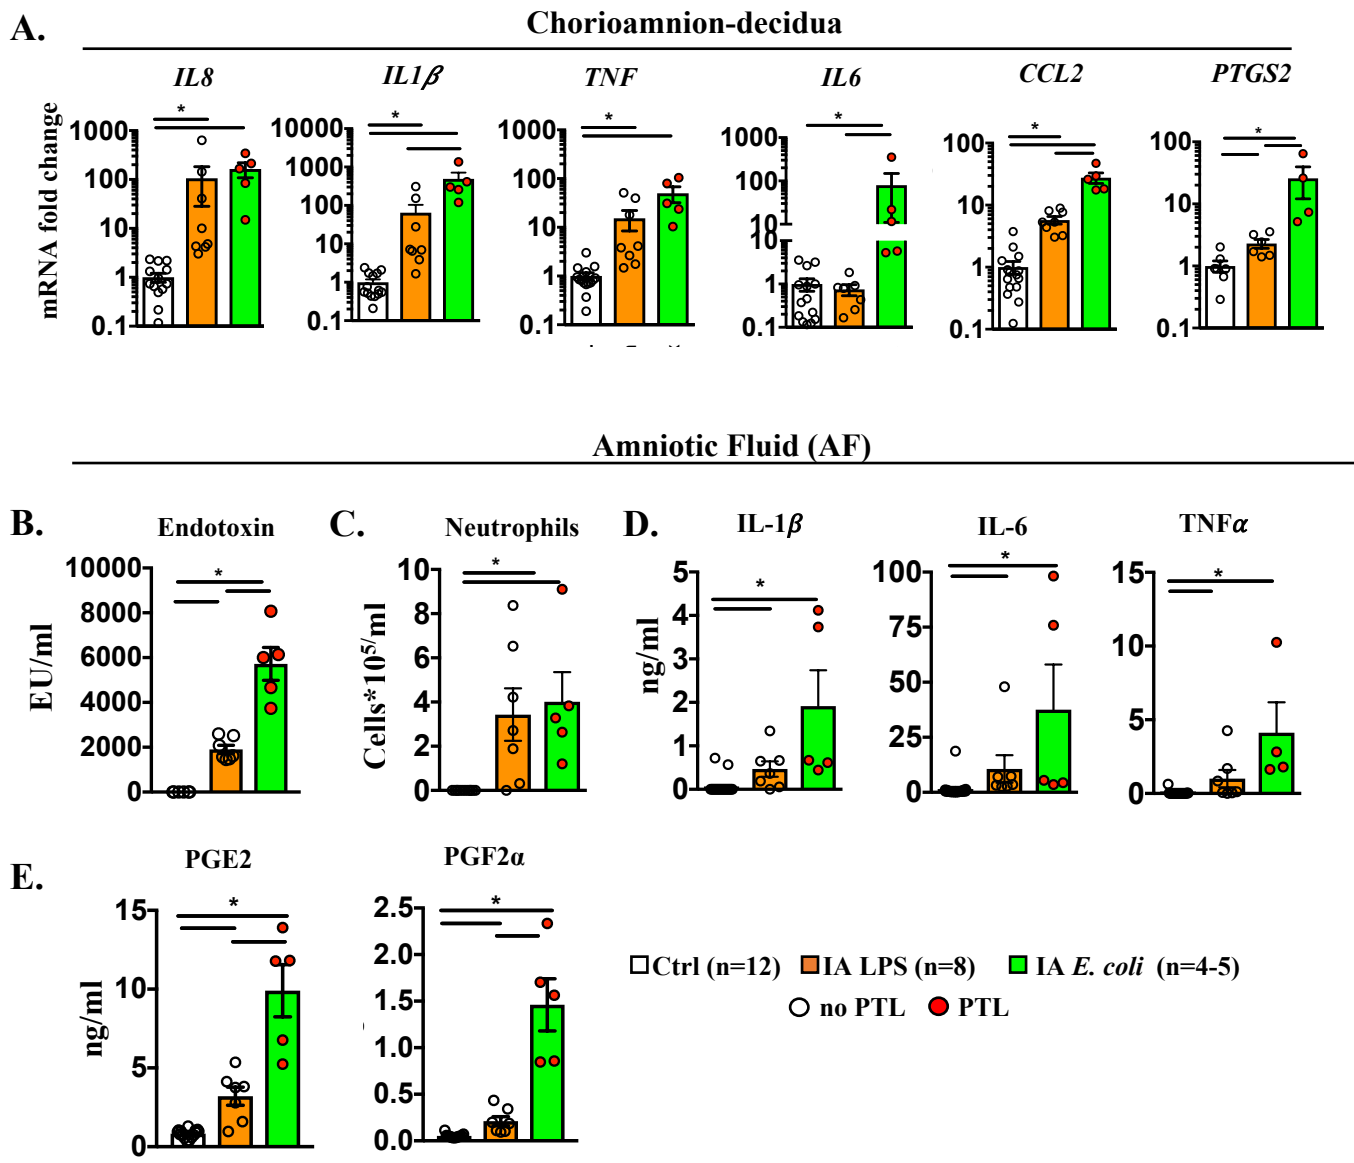 A.
Chorioamnion-decidua
IL8 IL1β TNF IL6 CCL2 PTGS2
mRNA fold change
* * * * * *
1000 100 10 1 0.1
10000 1000 100 10 1 0.1
1000 100 10 1 0.1
1000 100 10 10 1 0.1
100 10 1 0.1
100 10 1 0.1
Amniotic Fluid (AF)
B. Endotoxin
*
EU/ml
10000 8000 6000 4000 2000 0
C. Neutrophils
*
Cells*10⁵/ml
10 8 6 4 2 0
D. IL-1β IL-6 TNFα
* * *
ng/ml
5 4 3 2 1 0
100 75 50 25 0
15 10 5 0
E. PGE2 PGF2α
* *
ng/ml
15 10 5 0
2.5 2.0 1.5 1.0 0.5 0.0
Ctrl (n=12) IA LPS (n=8) IA E. coli (n=4-5)
no PTL PTL